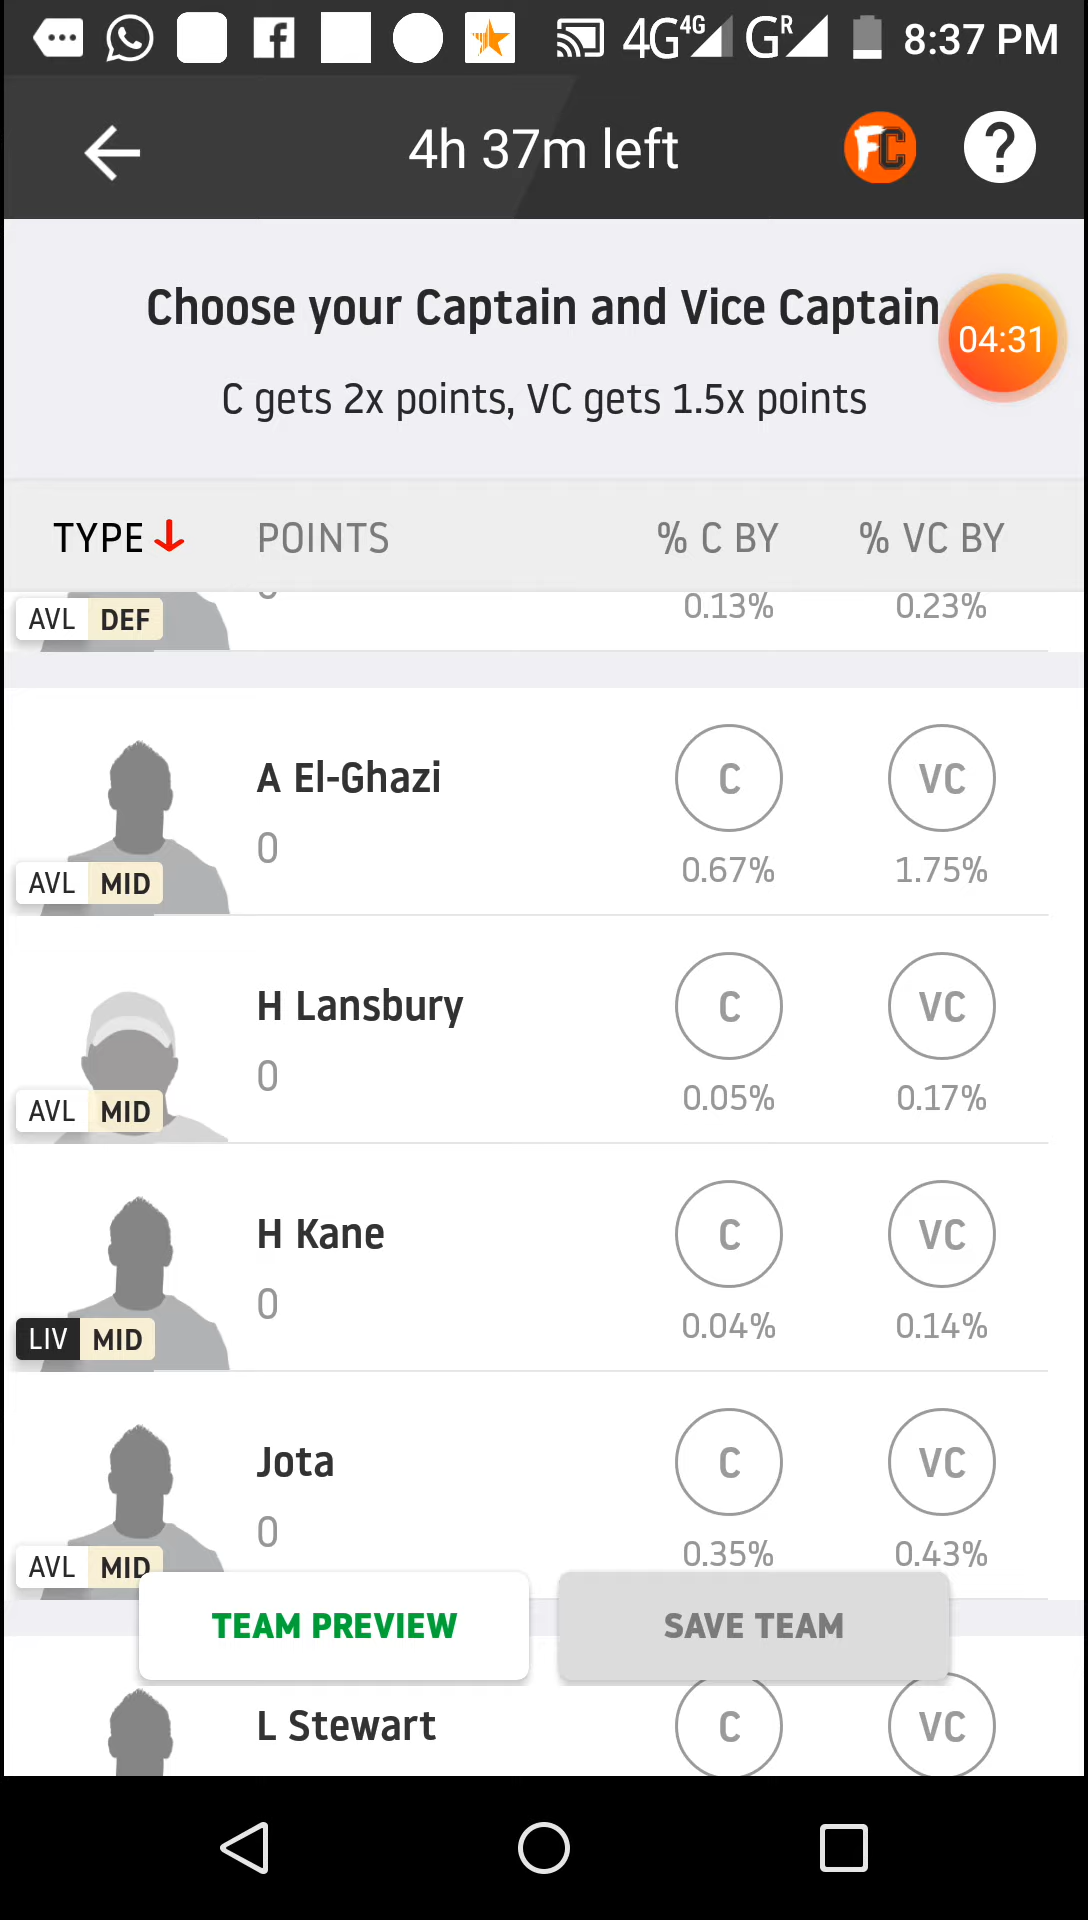 4G 4G G R 8:37 PM
4h 37m left
FC ?
Choose your Captain and Vice Captain
04:31
C gets 2x points, VC gets 1.5x points
TYPE POINTS % C BY % VC BY
AVL DEF 0.13% 0.23%
A El-Ghazi C VC
0
AVL MID 0.67% 1.75%
H Lansbury C VC
0
AVL MID 0.05% 0.17%
H Kane C VC
0
LIV MID 0.04% 0.14%
Jota C VC
0
AVL MID 0.35% 0.43%
TEAM PREVIEW SAVE TEAM
L Stewart C VC